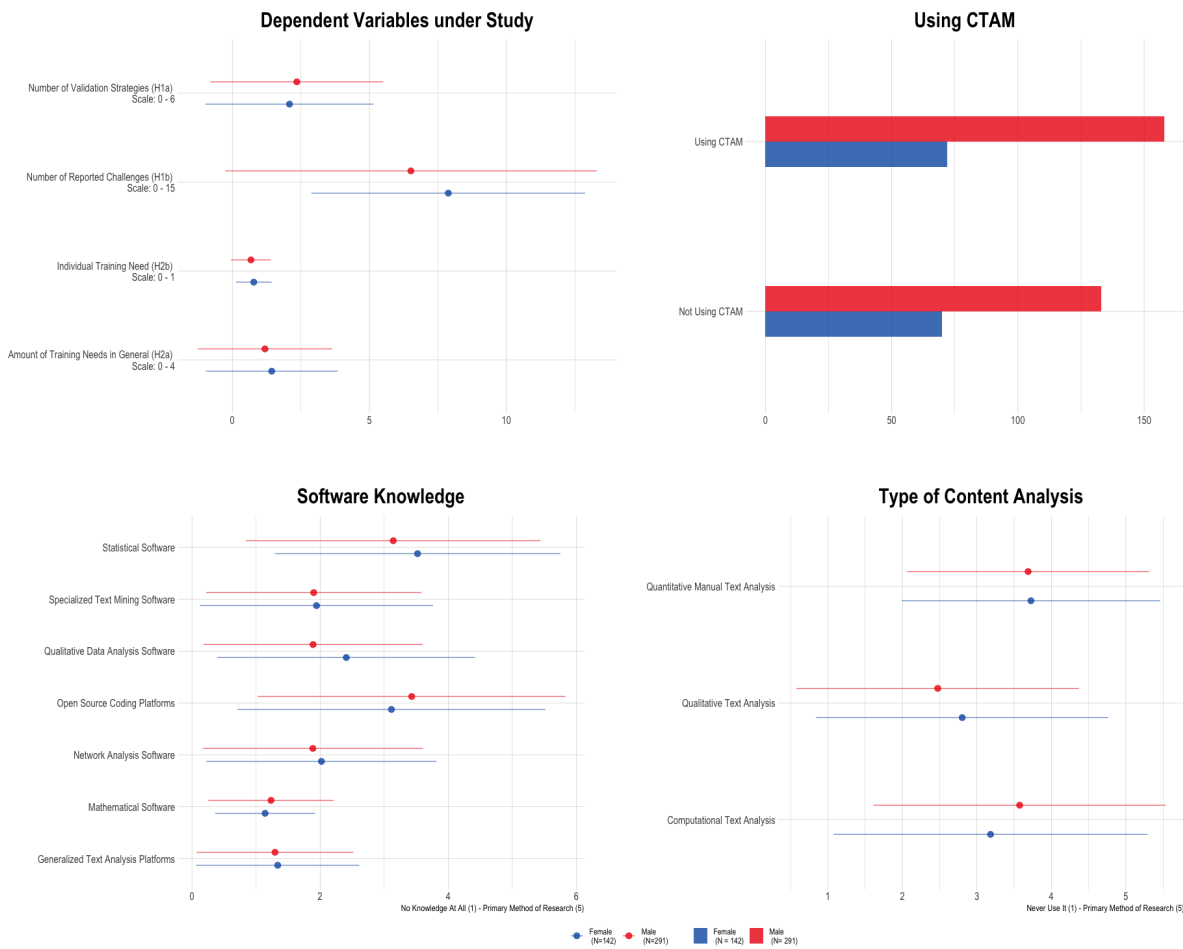 Dependent Variables under Study
Number of Validation Strategies (H1a)
Scale: 0 - 6
Number of Reported Challenges (H1b)
Scale: 0 - 15
Individual Training Need (H2b)
Scale: 0 - 1
Amount of Training Needs in General (H2a)
Scale: 0 - 4
0 5 10
Using CTAM
Using CTAM
Not Using CTAM
0 50 100 150
Software Knowledge
Statistical Software
Specialized Text Mining Software
Qualitative Data Analysis Software
Open Source Coding Platforms
Network Analysis Software
Mathematical Software
Generalized Text Analysis Platforms
0 2 4 6
No Knowledge At All (1) - Primary Method of Research (5)
Type of Content Analysis
Quantitative Manual Text Analysis
Qualitative Text Analysis
Computational Text Analysis
1 2 3 4 5
Never Use It (1) - Primary Method of Research (5)
Female Male Female Male
(N=142) (N=291) (N = 142) (N= 291)